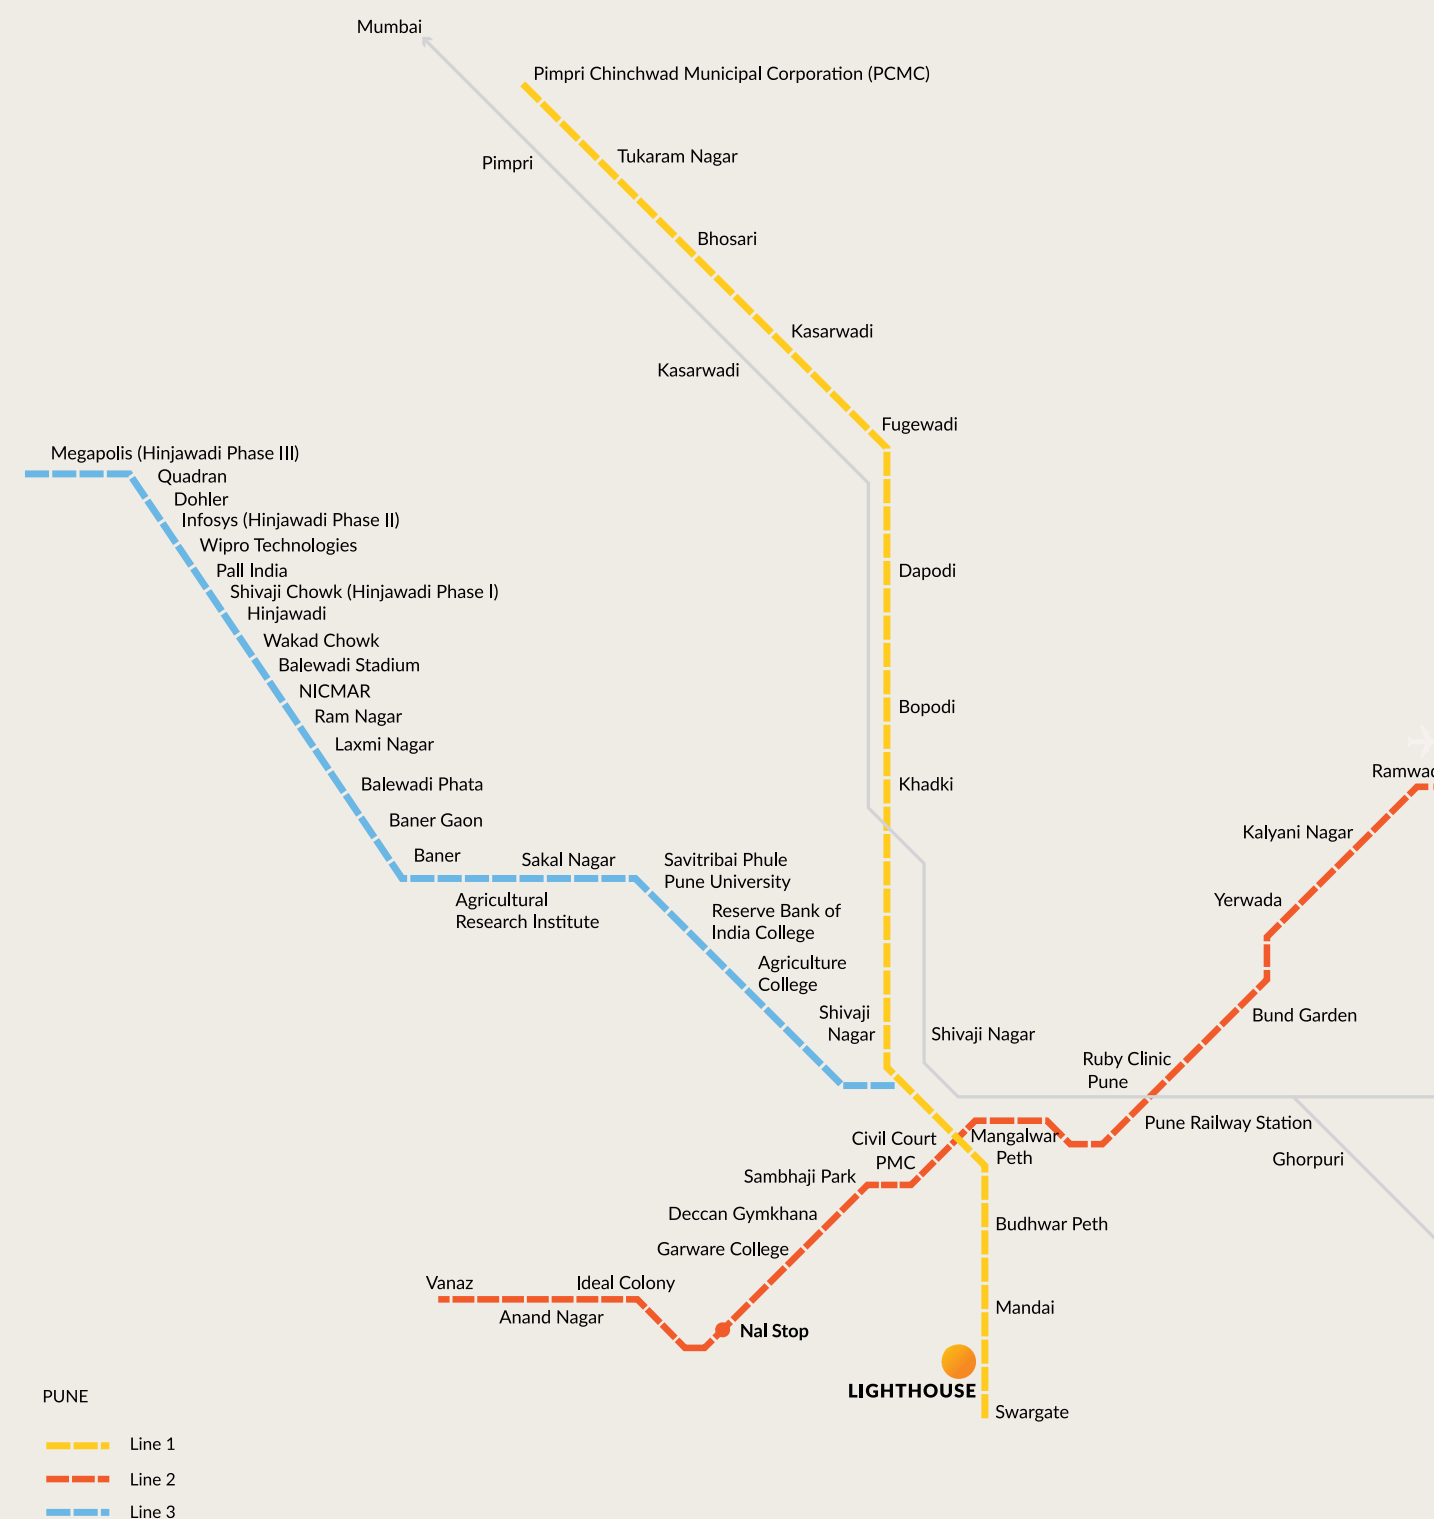 Mumbai
Pimpri Chinchwad Municipal Corporation (PCMC)
Tukaram Nagar
Pimpri
Bhosari
Kasarwadi
Kasarwadi
Fugewadi
Megapolis (Hinjawadi Phase III)
Quadran
Dohler
Infosys (Hinjawadi Phase II)
Wipro Technologies
Pall India
Shivaji Chowk (Hinjawadi Phase I)
Hinjawadi
Wakad Chowk
Balewadi Stadium
NICMAR
Ram Nagar
Laxmi Nagar
Balewadi Phata
Baner Gaon
Baner
Sakal Nagar
Agricultural
Research Institute
Savitribai Phule
Pune University
Reserve Bank of
India College
Agriculture
College
Shivaji
Nagar
Dapodi
Bopodi
Khadki
Shivaji Nagar
Ramwad
Kalyani Nagar
Yerwada
Bund Garden
Ruby Clinic
Pune
Pune Railway Station
Ghorpuri
Civil Court
PMC
Mangalwar
Peth
Sambhaji Park
Deccan Gymkhana
Garware College
Budhwar Peth
Vanaz
Ideal Colony
Anand Nagar
Nal Stop
Mandai
LIGHTHOUSE
Swargate
PUNE
Line 1
Line 2
Line 3